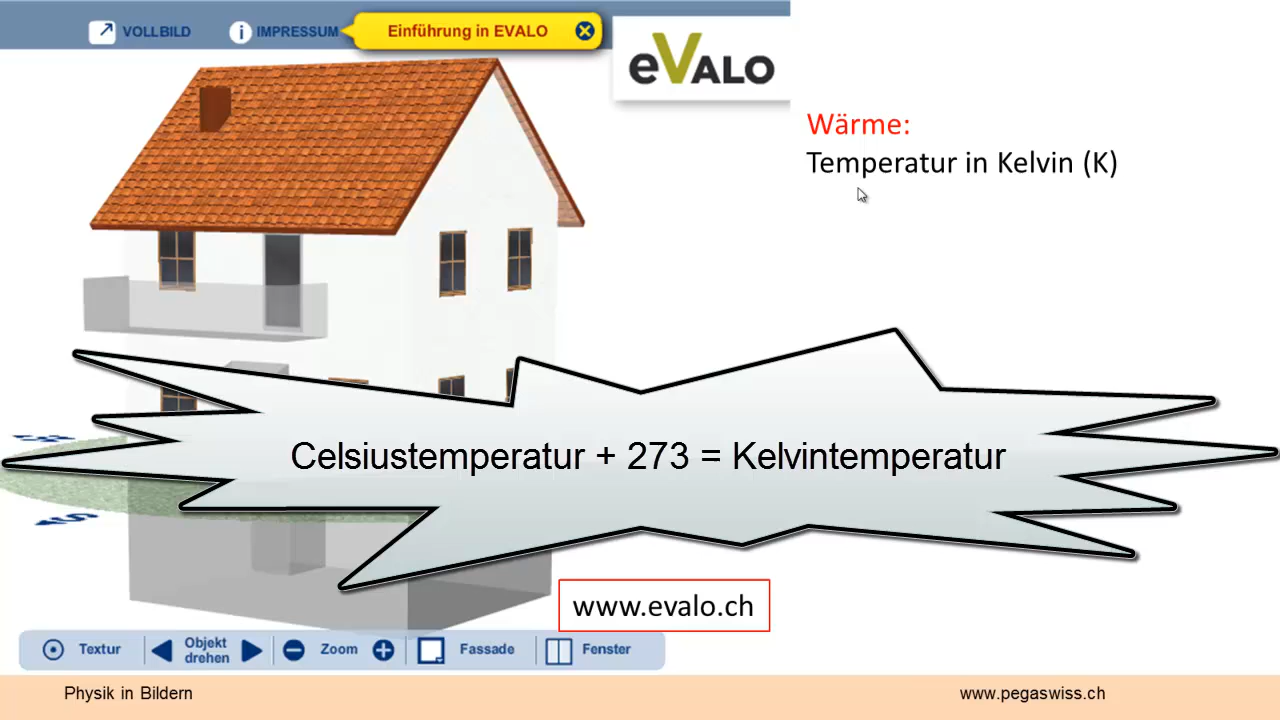 VOLLBILD
IMPRESSUM
Einführung in EVALO
eVALO
Wärme:
Temperatur in Kelvin (K)
Celsiustemperatur + 273 = Kelvintemperatur
www.evalo.ch
Textur
Objekt
drehen
Zoom
Fassade
Fenster
Physik in Bildern
www.pegaswiss.ch